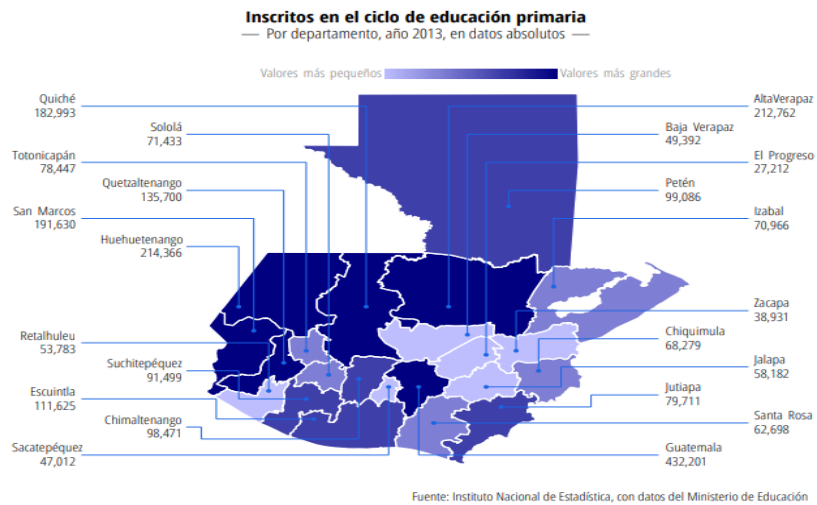 Inscritos en el ciclo de educación primaria
Por departamento, año 2013, en datos absolutos
Valores más pequeños
Valores más grandes
Quiché
182,993
Sololá
71,433
Totonicapán
78,447
Quetzaltenango
135,700
San Marcos
191,630
Huehuetenango
214,366
Retalhuleu
53,783
Suchitepéquez
91,499
Escuintla
111,625
Chimaltenango
98,471
Sacatepéquez
47,012
AltaVerapaz
212,762
Baja Verapaz
49,392
El Progreso
27,212
Petén
99,086
Izabal
70,966
Zacapa
38,931
Chiquimula
68,279
Jalapa
58,182
Jutiapa
79,711
Santa Rosa
62,698
Guatemala
432,201
Fuente: Instituto Nacional de Estadística, con datos del Ministerio de Educación